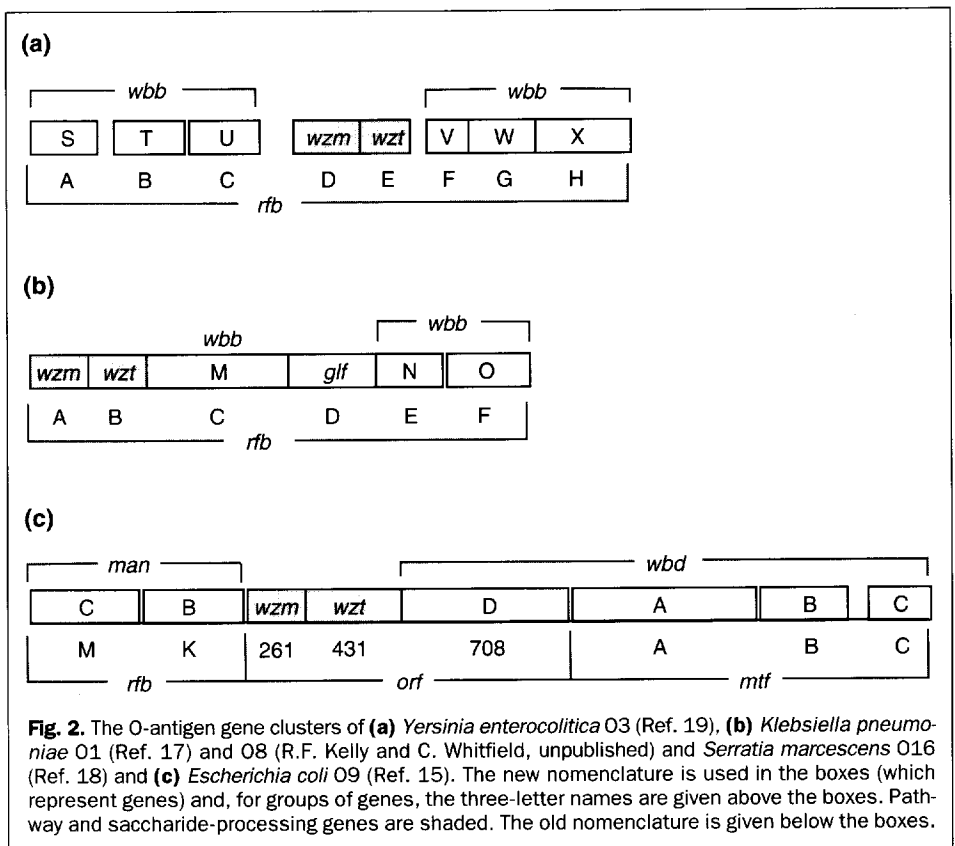 (a)
wbb wbb
S T U wzm wzt V W X
A B C D E F G H
rfb
(b)
wbb
wbb
wzm wzt M glf N O
A B C D E F
rfb
(c)
man wbd
C B wzm wzt D A B C
M K 261 431 708 A B C
rfb orf mtf
Fig. 2. The O-antigen gene clusters of (a) Yersinia enterocolitica O3 (Ref. 19), (b) Klebsiella pneumo-
niae O1 (Ref. 17) and O8 (R.F. Kelly and C. Whitfield, unpublished) and Serratia marcescens O16
(Ref. 18) and (c) Escherichia coli O9 (Ref. 15). The new nomenclature is used in the boxes (which
represent genes) and, for groups of genes, the three-letter names are given above the boxes. Path-
way and saccharide-processing genes are shaded. The old nomenclature is given below the boxes.